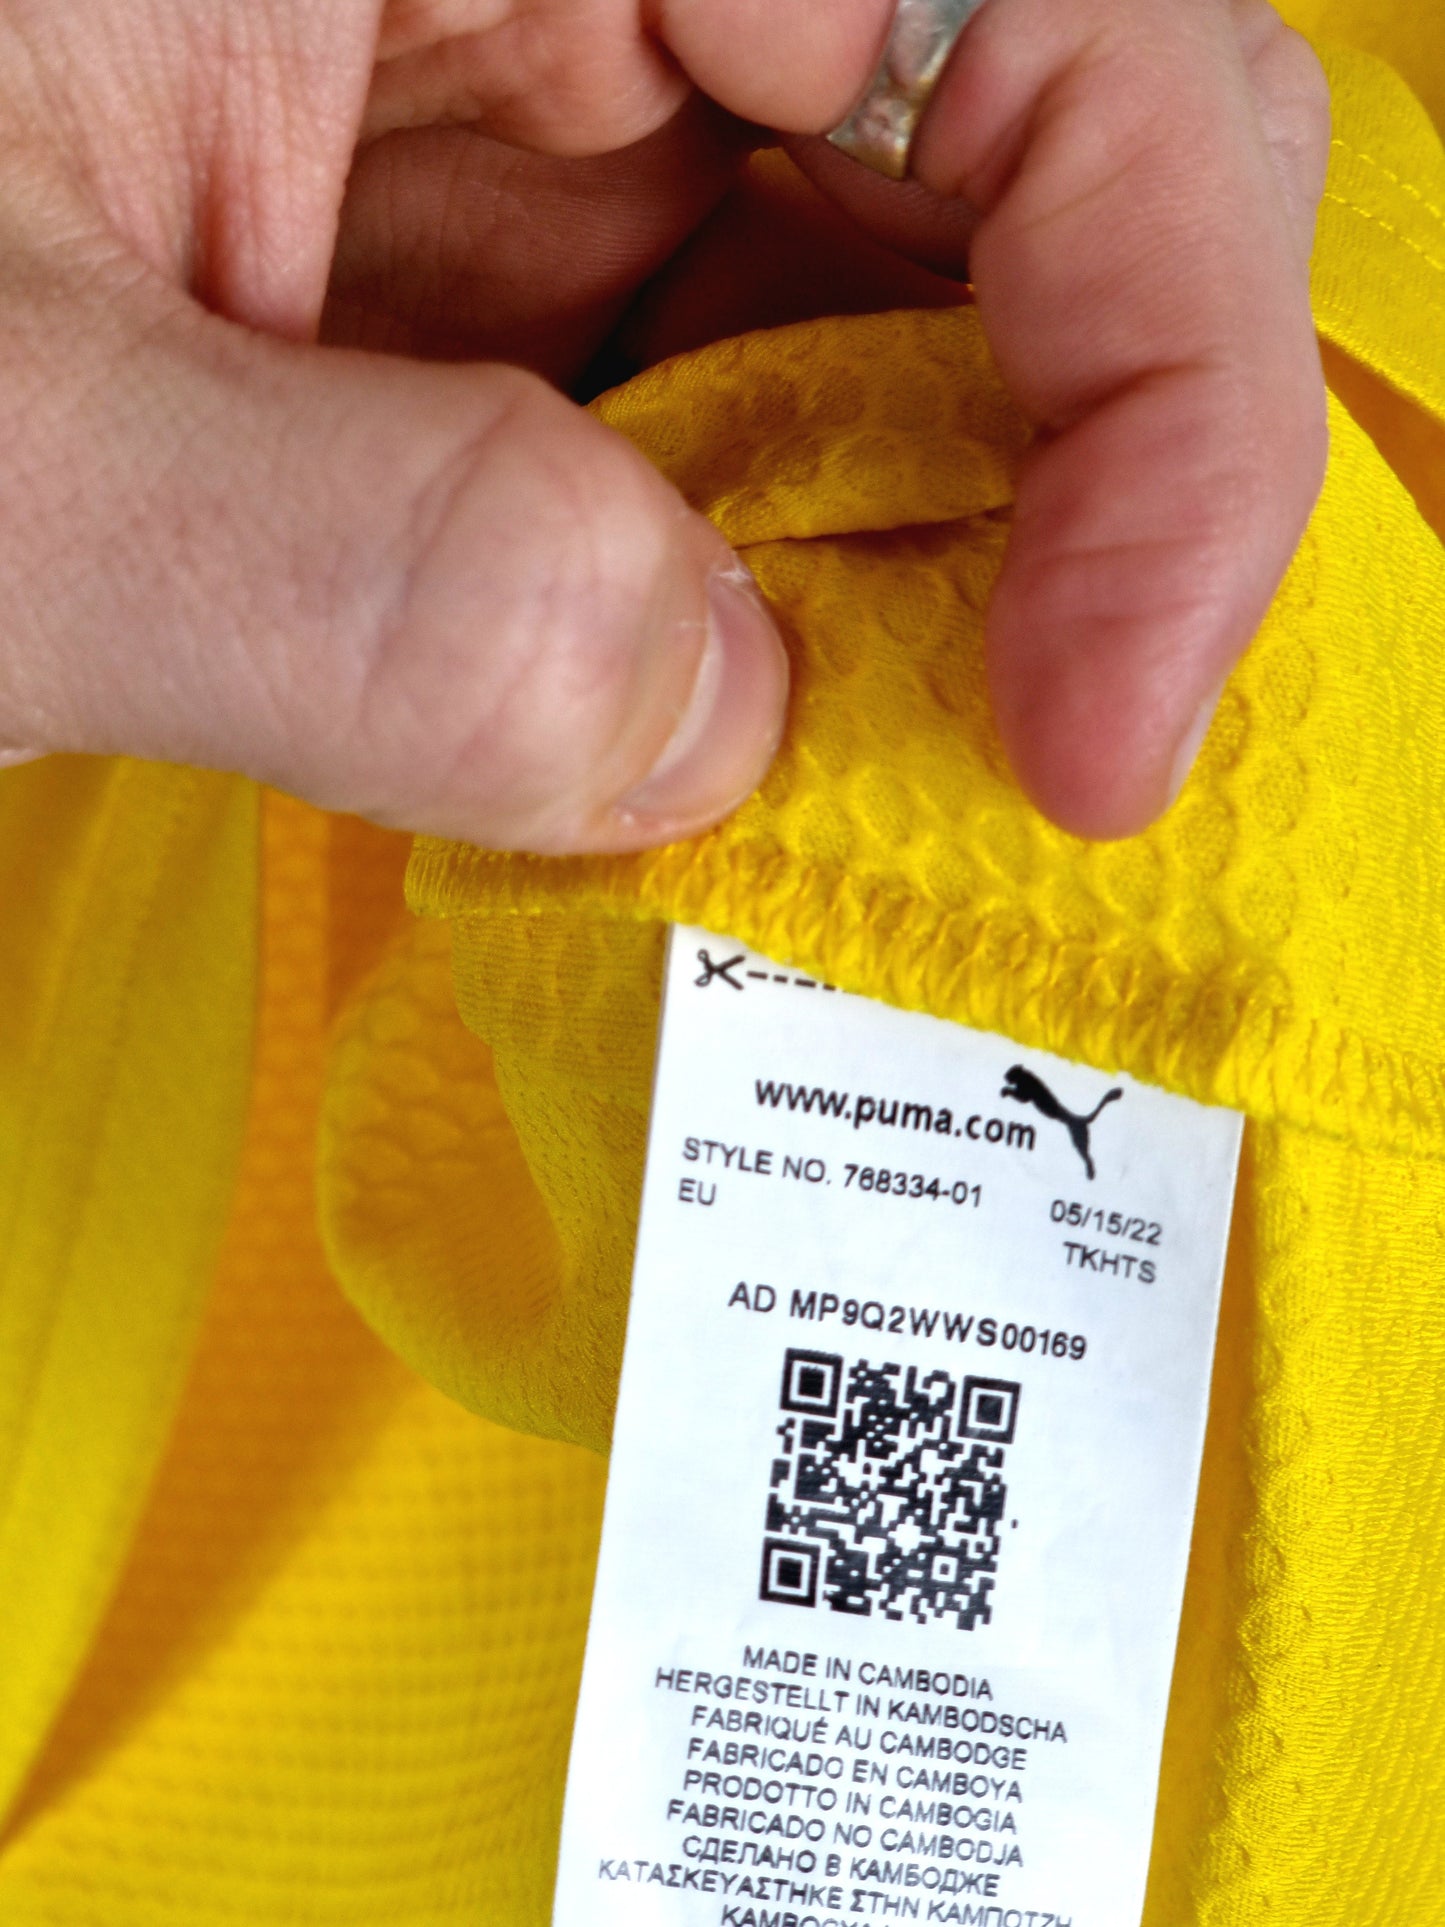 www.puma.com
STYLE NO. 768334-01 05/15/22
EU TKHTS
AD MP9Q2WWS00169
MADE IN CAMBODIA
HERGESTELLT IN KAMBODSCHA
FABRIQUÉ AU CAMBODGE
FABRICADO EN CAMBOYA
PRODOTTO IN CAMBOGIA
FABRICADO NO CAMBODJA
СДЕЛАНО В КАМБОДЖЕ
ΚΑΤΑΣΚΕΥΑΣΤΗΚΕ ΣΤΗΝ ΚΑΜΠΟΤΖΗ